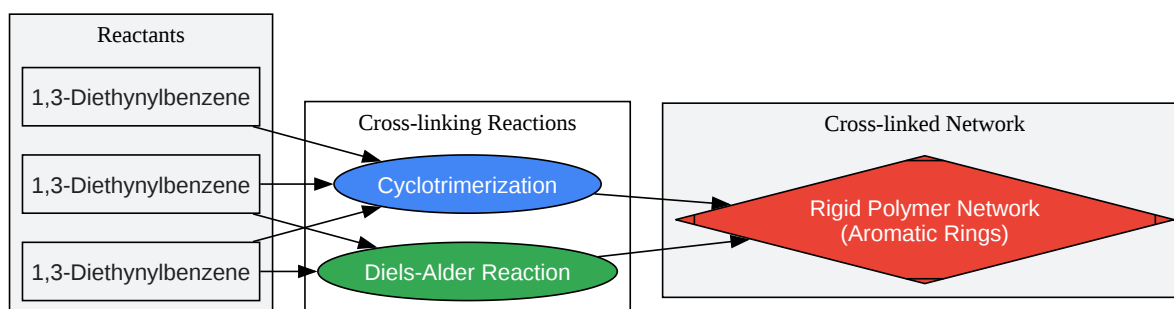 Reactants
1,3-Diethynylbenzene
1,3-Diethynylbenzene
1,3-Diethynylbenzene
Cross-linking Reactions
Cyclotrimerization
Diels-Alder Reaction
Cross-linked Network
Rigid Polymer Network
(Aromatic Rings)